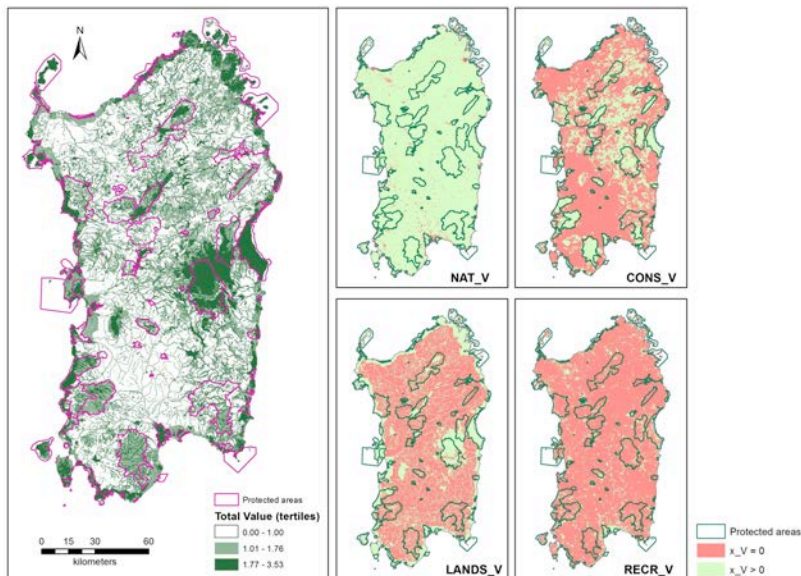 N
Protected areas
Total Value (tertiles)
0.00 - 1.00
1.01 - 1.76
1.77 - 3.53
0 15 30 60
kilometers
NAT_V
CONS_V
LANDS_V
RECR_V
Protected areas
x_V = 0
x_V > 0